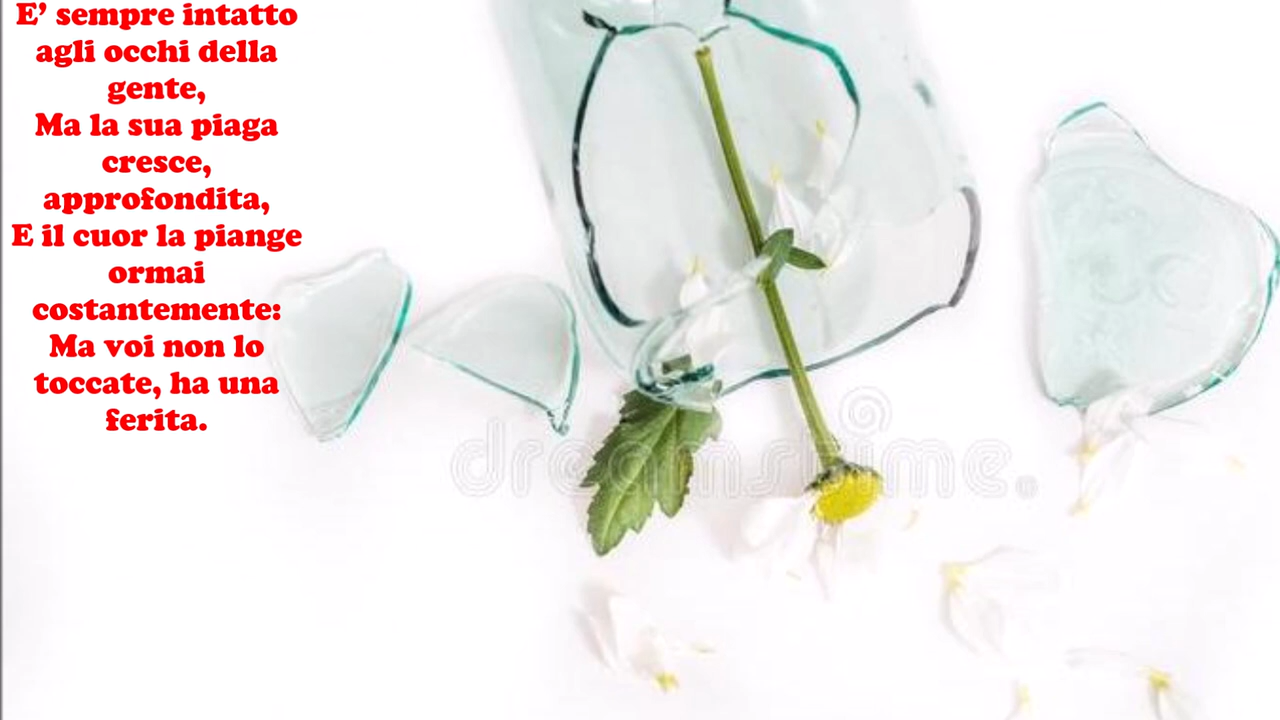 E’ sempre intatto
agli occhi della
gente,
Ma la sua piaga
cresce,
approfondita,
E il cuor la piange
ormai
costantemente:
Ma voi non lo
toccate, ha una
ferita.
dreamstime.